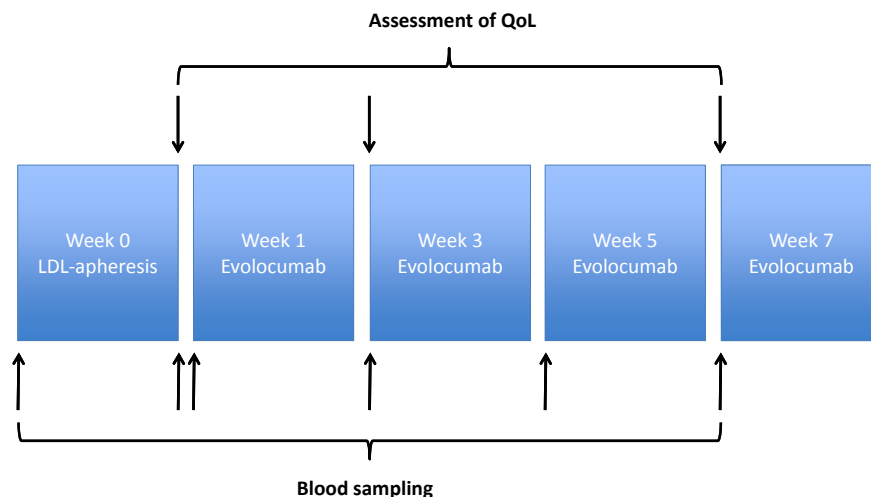 Assessment of QoL
Week 0
LDL-apheresis
Week 1
Evolocumab
Week 3
Evolocumab
Week 5
Evolocumab
Week 7
Evolocumab
Blood sampling